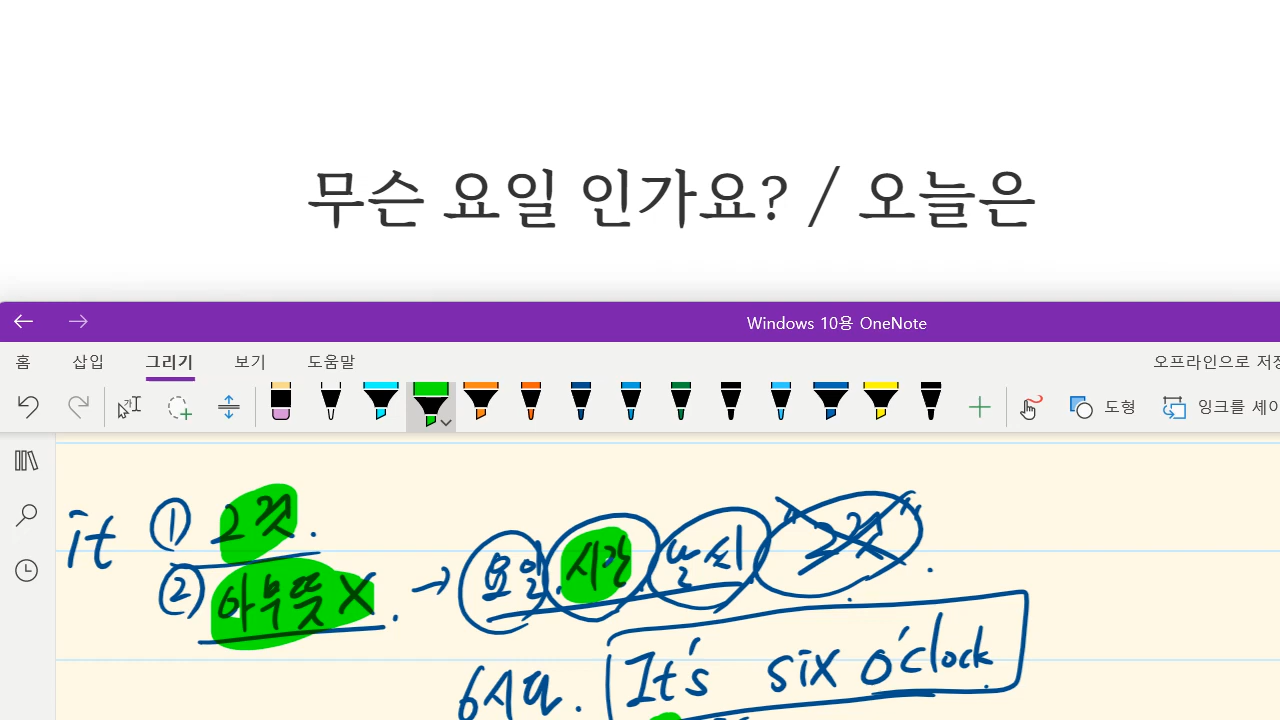 무슨 요일 인가요? / 오늘은
Windows 10용 OneNote
홈 삽입 그리기 보기 도움말 오프라인으로 저장
도형 잉크를 셰이
it ① 그것.
② 아무뜻X. → 요일, 시간, 날씨 "그것".
6시다. It's six o'clock